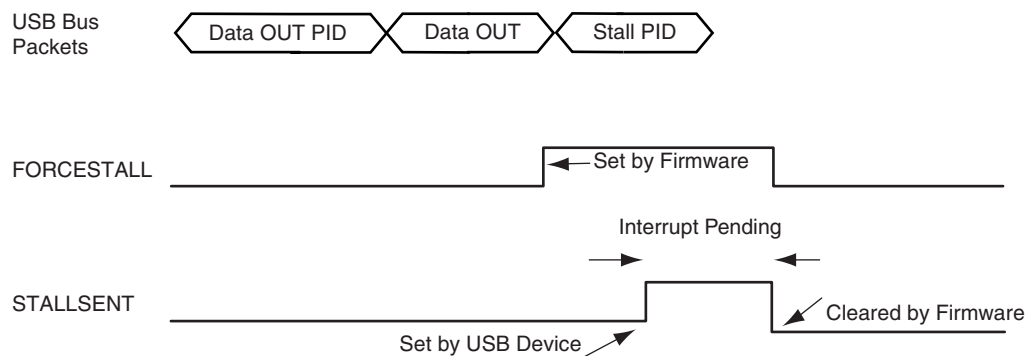 USB Bus
Packets
Data OUT PID
Data OUT
Stall PID
FORCESTALL
Set by Firmware
Interrupt Pending
STALLSENT
Cleared by Firmware
Set by USB Device